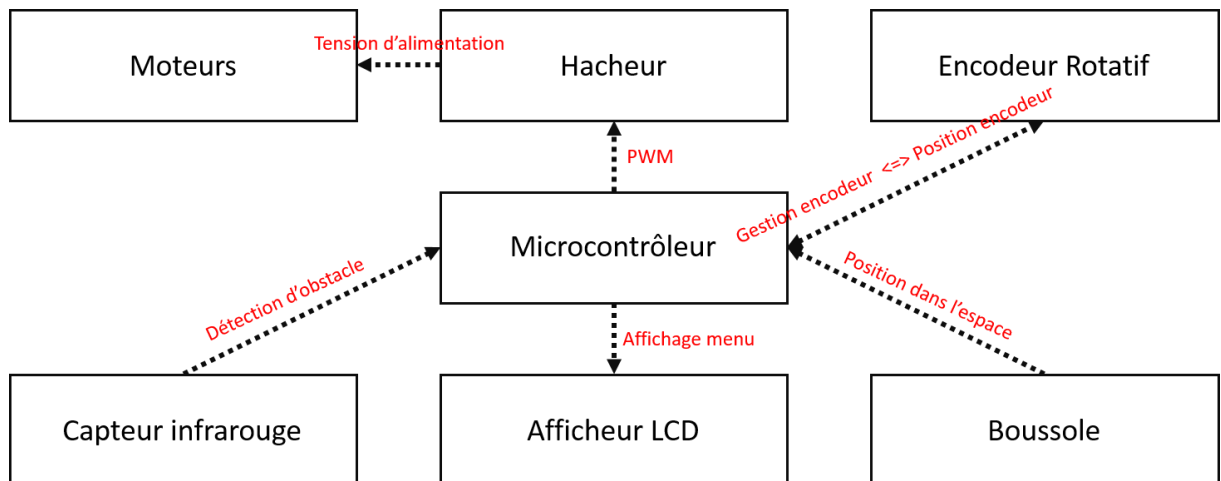 Moteurs
Tension d'alimentation
Hacheur
Encodeur Rotatif
PWM
Gestion encodeur <=> Position encodeur
Microcontrôleur
Détection d'obstacle
Position dans l'espace
Affichage menu
Capteur infrarouge
Afficheur LCD
Boussole